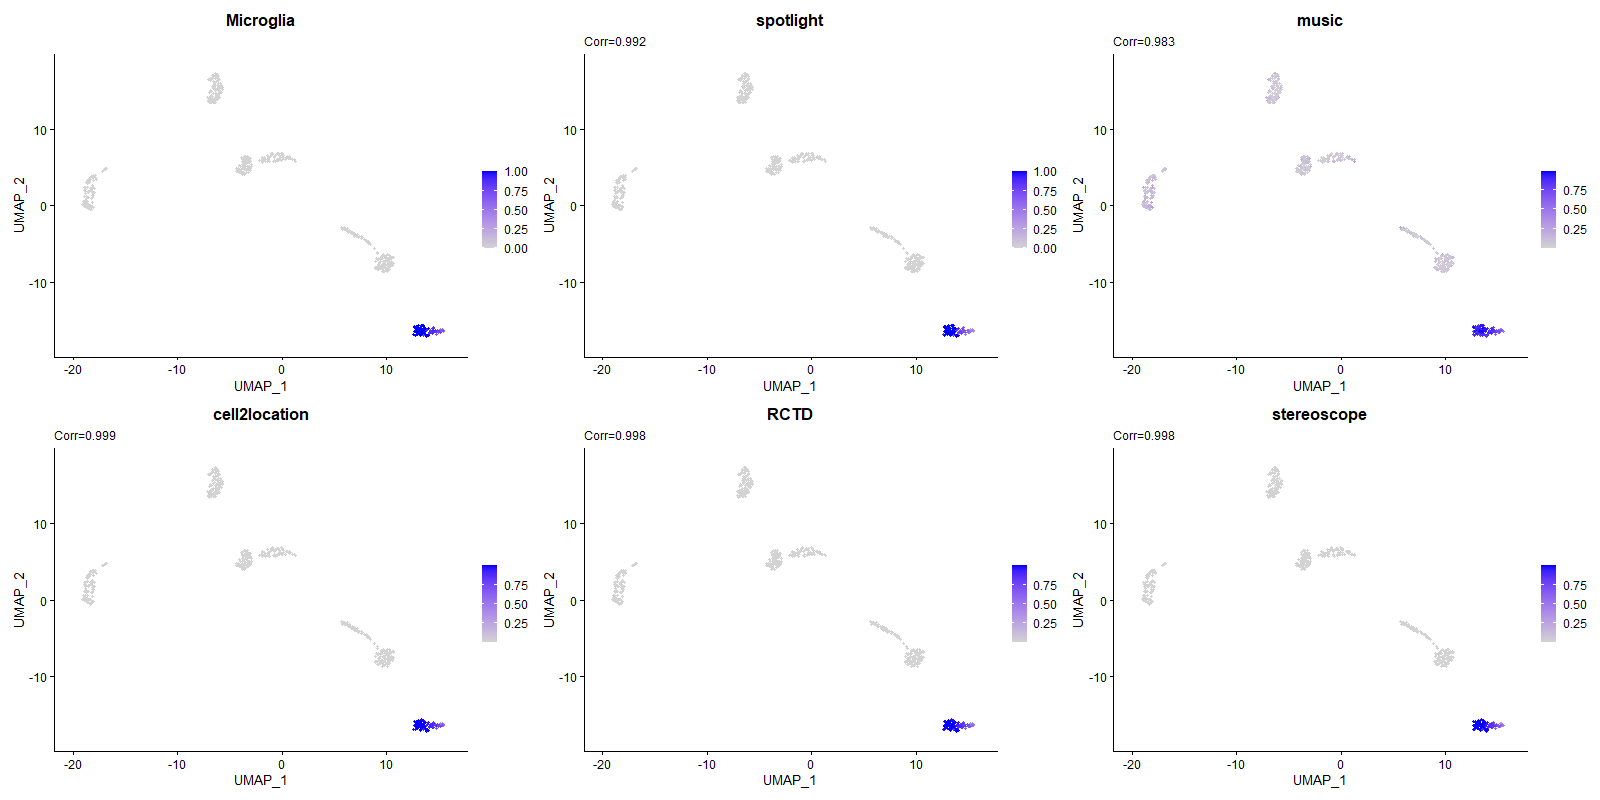 Microglia
UMAP_2
10
0
-10
-20
-10
0
10
UMAP_1
1.00
0.75
0.50
0.25
0.00
spotlight
Corr=0.992
UMAP_2
10
0
-10
-20
-10
0
10
UMAP_1
1.00
0.75
0.50
0.25
0.00
music
Corr=0.983
UMAP_2
10
0
-10
-20
-10
0
10
UMAP_1
0.75
0.50
0.25
cell2location
Corr=0.999
UMAP_2
10
0
-10
-20
-10
0
10
UMAP_1
0.75
0.50
0.25
RCTD
Corr=0.998
UMAP_2
10
0
-10
-20
-10
0
10
UMAP_1
0.75
0.50
0.25
stereoscope
Corr=0.998
UMAP_2
10
0
-10
-20
-10
0
10
UMAP_1
0.75
0.50
0.25